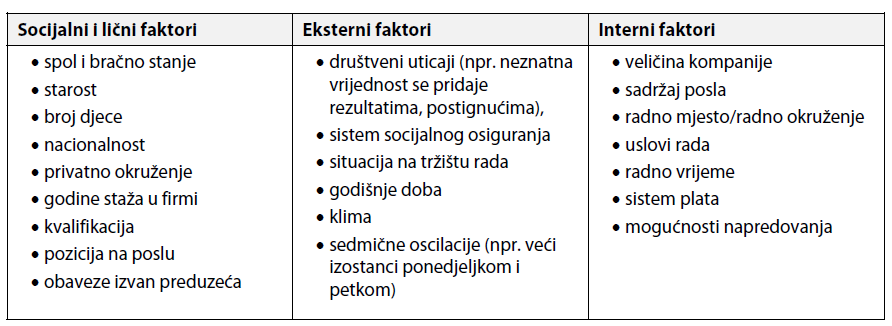 Socijalni i lični faktori
• spol i bračno stanje
• starost
• broj djece
• nacionalnost
• privatno okruženje
• godine staža u firmi
• kvalifikacija
• pozicija na poslu
• obaveze izvan preduzeća
Eksterni faktori
• društveni uticaji (npr. neznatna
vrijednost se pridaje
rezultatima, postignućima),
• sistem socijalnog osiguranja
• situacija na tržištu rada
• godišnje doba
• klima
• sedmične oscilacije (npr. veći
izostanci ponedjeljkom i
petkom)
Interni faktori
• veličina kompanije
• sadržaj posla
• radno mjesto/radno okruženje
• uslovi rada
• radno vrijeme
• sistem plata
• mogućnosti napredovanja